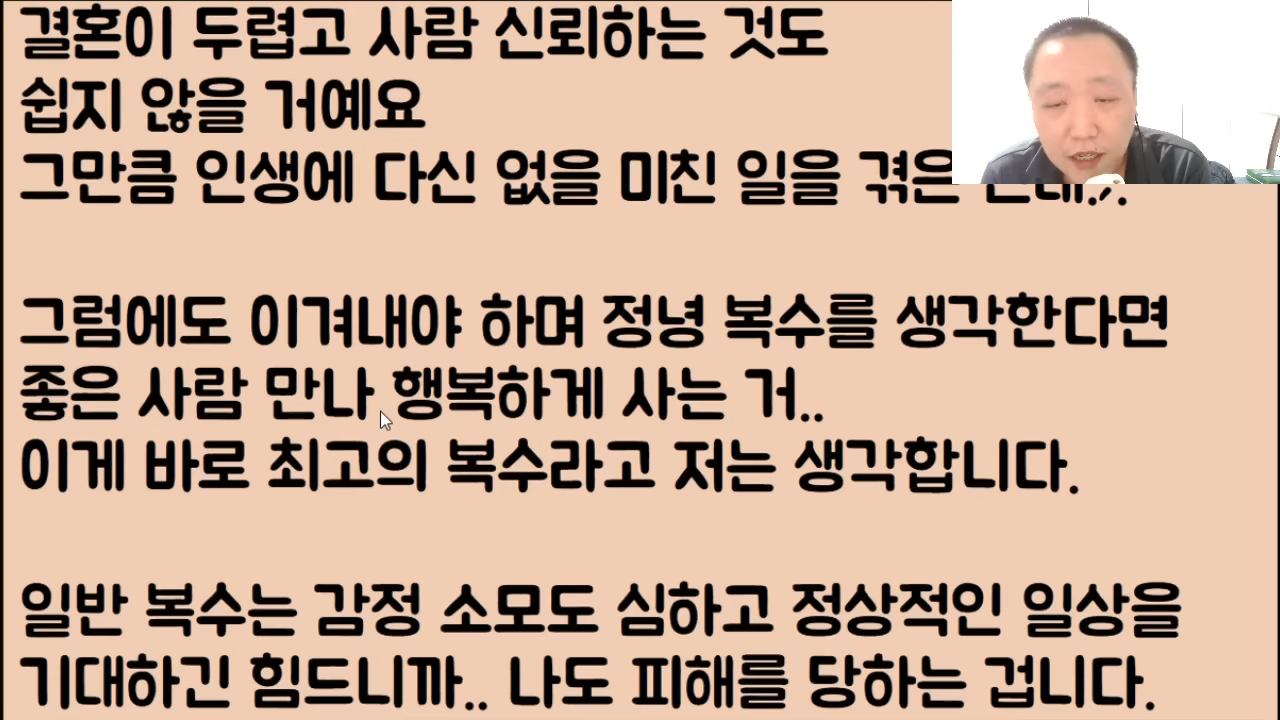 결혼이 두렵고 사람 신뢰하는 것도
쉽지 않을 거예요
그만큼 인생에 다신 없을 미친 일을 겪은
그럼에도 이겨내야 하며 정녕 복수를 생각한다면
좋은 사람 만나 행복하게 사는 거..
이게 바로 최고의 복수라고 저는 생각합니다.
일반 복수는 감정 소모도 심하고 정상적인 일상을
기대하긴 힘드니까.. 나도 피해를 당하는 겁니다.